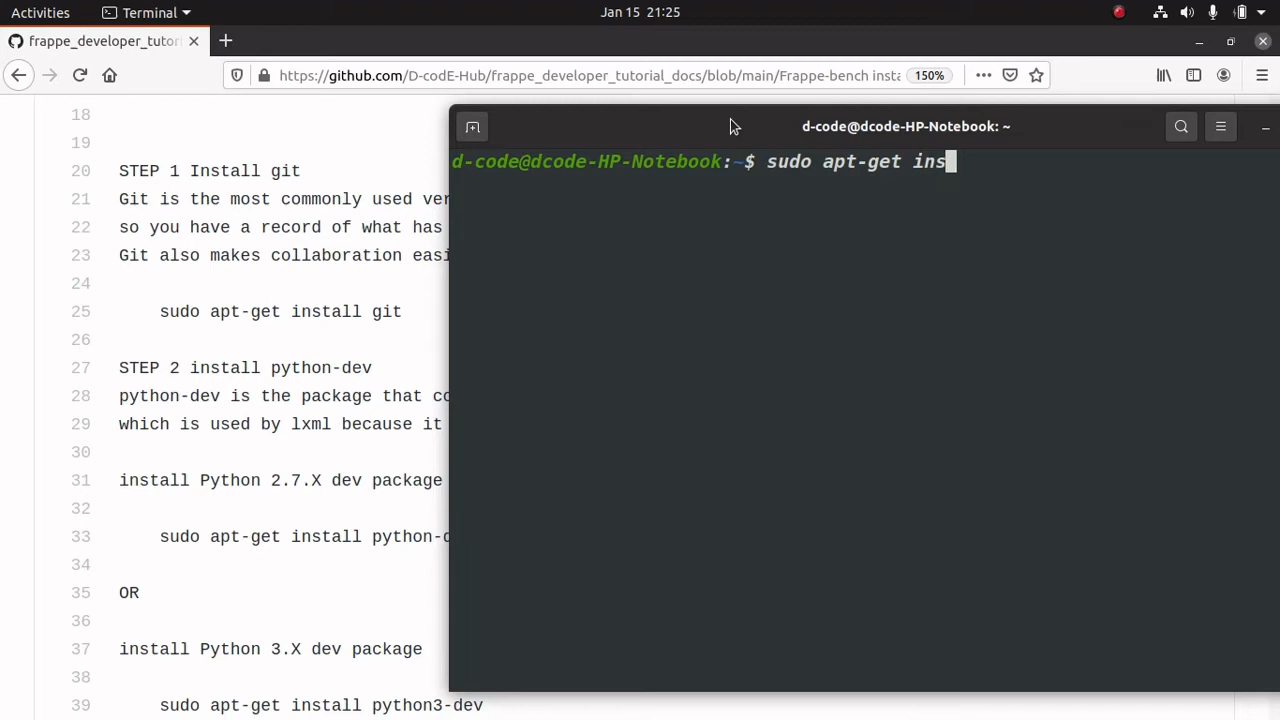 Activities Terminal Jan 15 21:25
frappe_developer_tutor
https://github.com/D-codE-Hub/frappe_developer_tutorial_docs/blob/main/Frappe-bench insta 150%
d-code@dcode-HP-Notebook: ~
d-code@dcode-HP-Notebook:~$ sudo apt-get ins
18
19
20 STEP 1 Install git
21 Git is the most commonly used ver
22 so you have a record of what has
23 Git also makes collaboration easi
24
25 sudo apt-get install git
26
27 STEP 2 install python-dev
28 python-dev is the package that co
29 which is used by lxml because it
30
31 install Python 2.7.X dev package
32
33 sudo apt-get install python-d
34
35 OR
36
37 install Python 3.X dev package
38
39 sudo apt-get install python3-dev